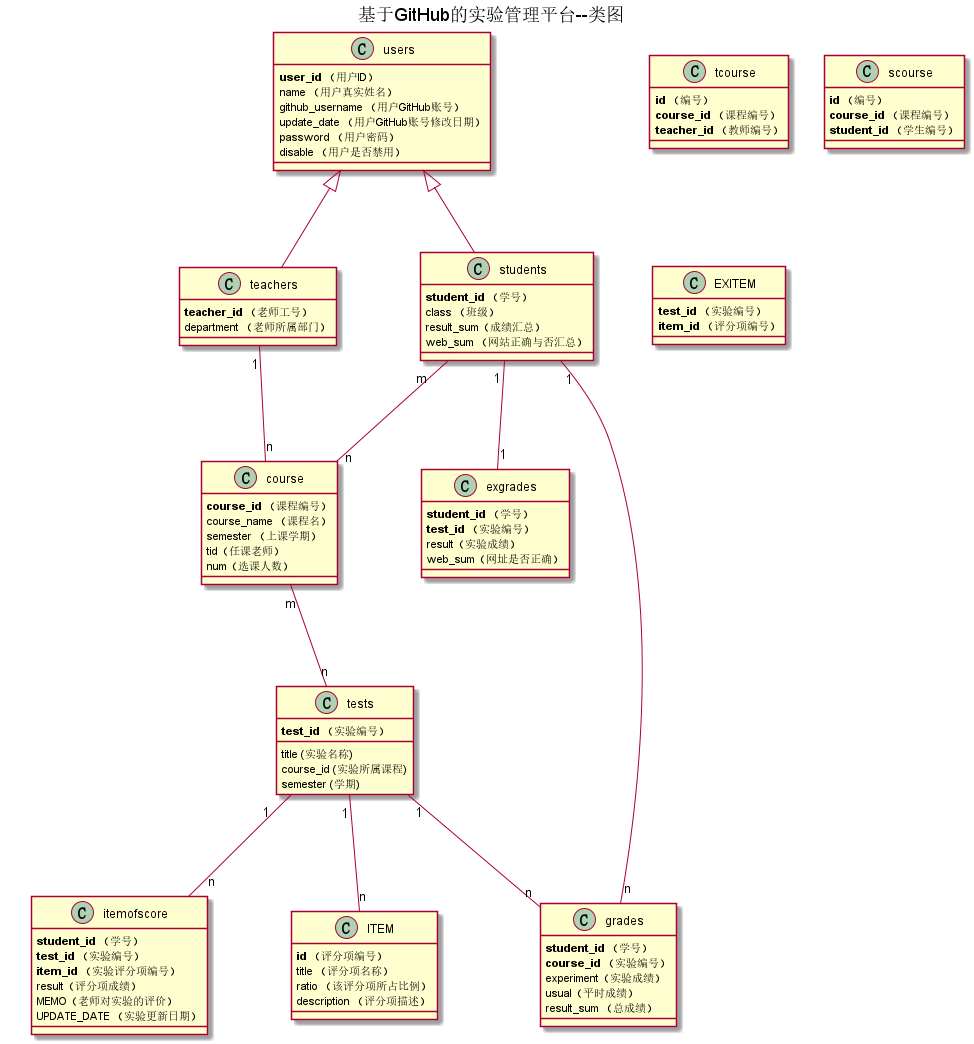 基于GitHub的实验管理平台--类图
C users
user_id （用户ID）
name （用户真实姓名）
github_username （用户GitHub账号）
update_date （用户GitHub账号修改日期）
password （用户密码）
disable （用户是否禁用）
C tcourse
id （编号）
course_id （课程编号）
teacher_id （教师编号）
C scourse
id （编号）
course_id （课程编号）
student_id （学生编号）
C teachers
teacher_id （老师工号）
department （老师所属部门）
C students
student_id （学号）
class （班级）
result_sum（成绩汇总）
web_sum （网站正确与否汇总）
C EXITEM
test_id （实验编号）
item_id （评分项编号）
1
m
1
1
n
n
1
C course
course_id （课程编号）
course_name （课程名）
semester （上课学期）
tid（任课老师）
num（选课人数）
C exgrades
student_id （学号）
test_id （实验编号）
result（实验成绩）
web_sum（网址是否正确）
m
n
C tests
test_id （实验编号）
title (实验名称)
course_id (实验所属课程)
semester (学期)
1
1
1
n
n
n
n
C itemofscore
student_id （学号）
test_id （实验编号）
item_id （实验评分项编号）
result（评分项成绩）
MEMO（老师对实验的评价）
UPDATE_DATE （实验更新日期）
C ITEM
id （评分项编号）
title （评分项名称）
ratio （该评分项所占比例）
description （评分项描述）
C grades
student_id （学号）
course_id （实验编号）
experiment（实验成绩）
usual（平时成绩）
result_sum （总成绩）